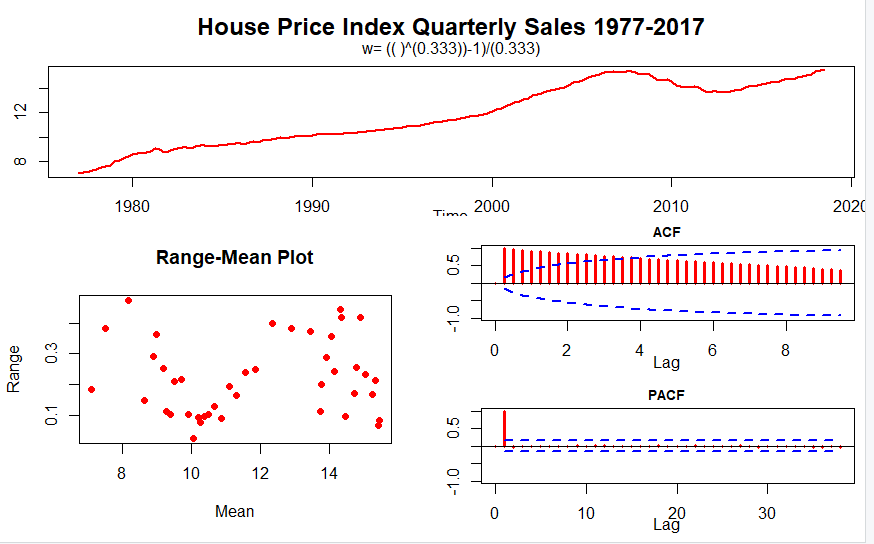 House Price Index Quarterly Sales 1977-2017
w= (( )^(0.333))-1)/(0.333)
12
8
1980 1990 2000 2010 2020
Time
Range-Mean Plot
Range
0.3
0.1
8 10 12 14
Mean
ACF
0.5
-1.0
0 2 4 6 8
Lag
PACF
0.5
-1.0
0 10 20 30
Lag